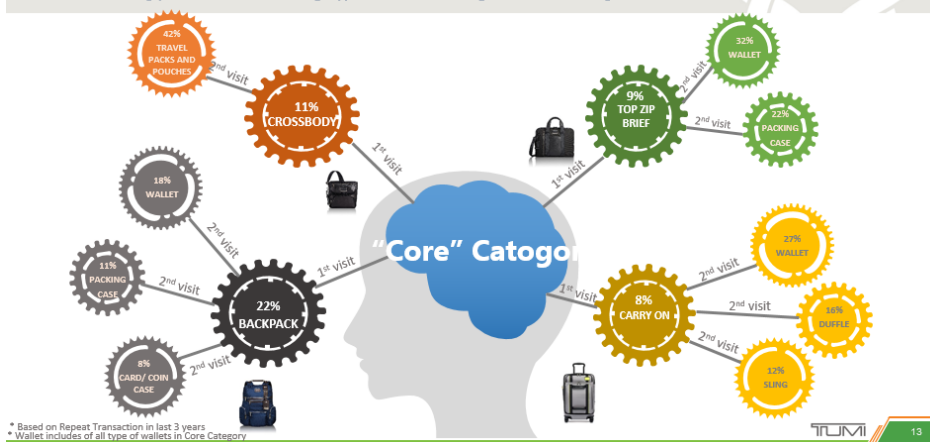 42%
TRAVEL
PACKS AND
POUCHES
2nd visit
11%
CROSSBODY
1st visit
18%
WALLET
2nd visit
11%
PACKING
CASE
2nd visit
8%
CARD/ COIN
CASE
2nd visit
22%
BACKPACK
1st visit
"Core" Catogor
32%
WALLET
2nd visit
22%
PACKING
CASE
2nd visit
9%
TOP ZIP
BRIEF
1st visit
27%
WALLET
2nd visit
16%
DUFFLE
2nd visit
12%
SLING
2nd visit
8%
CARRY ON
1st visit
* Based on Repeat Transaction in last 3 years
* Wallet includes of all type of wallets in Core Category
TUMI
13